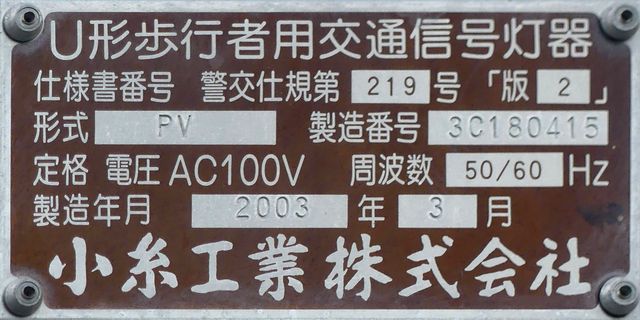 U形歩行者用交通信号灯器
仕様書番号 警交仕規第 219 号 「版 2 」
形式 PV 製造番号 3C180415
定格 電圧 AC100V 周波数 50/60 Hz
製造年月 2003 年 3 月
小糸工業株式会社